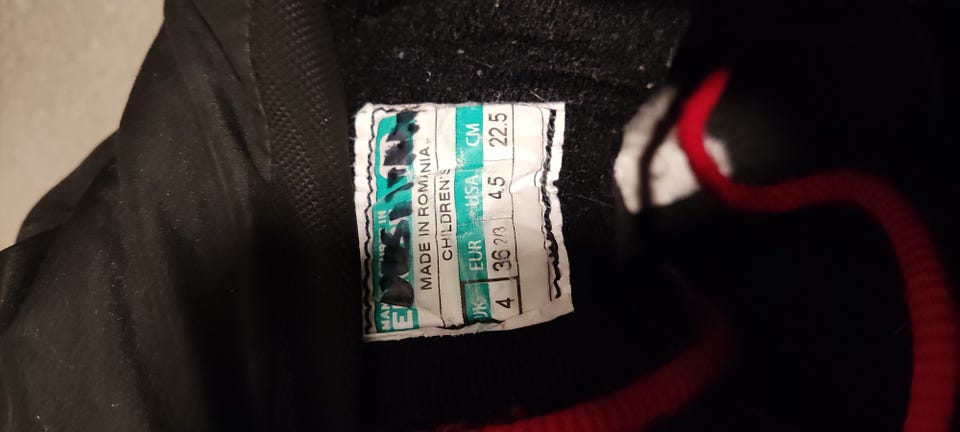 MADE IN ROMANIA
CHILDREN'S
UK EUR USA CM
4 36 2/3 4.5 22.5